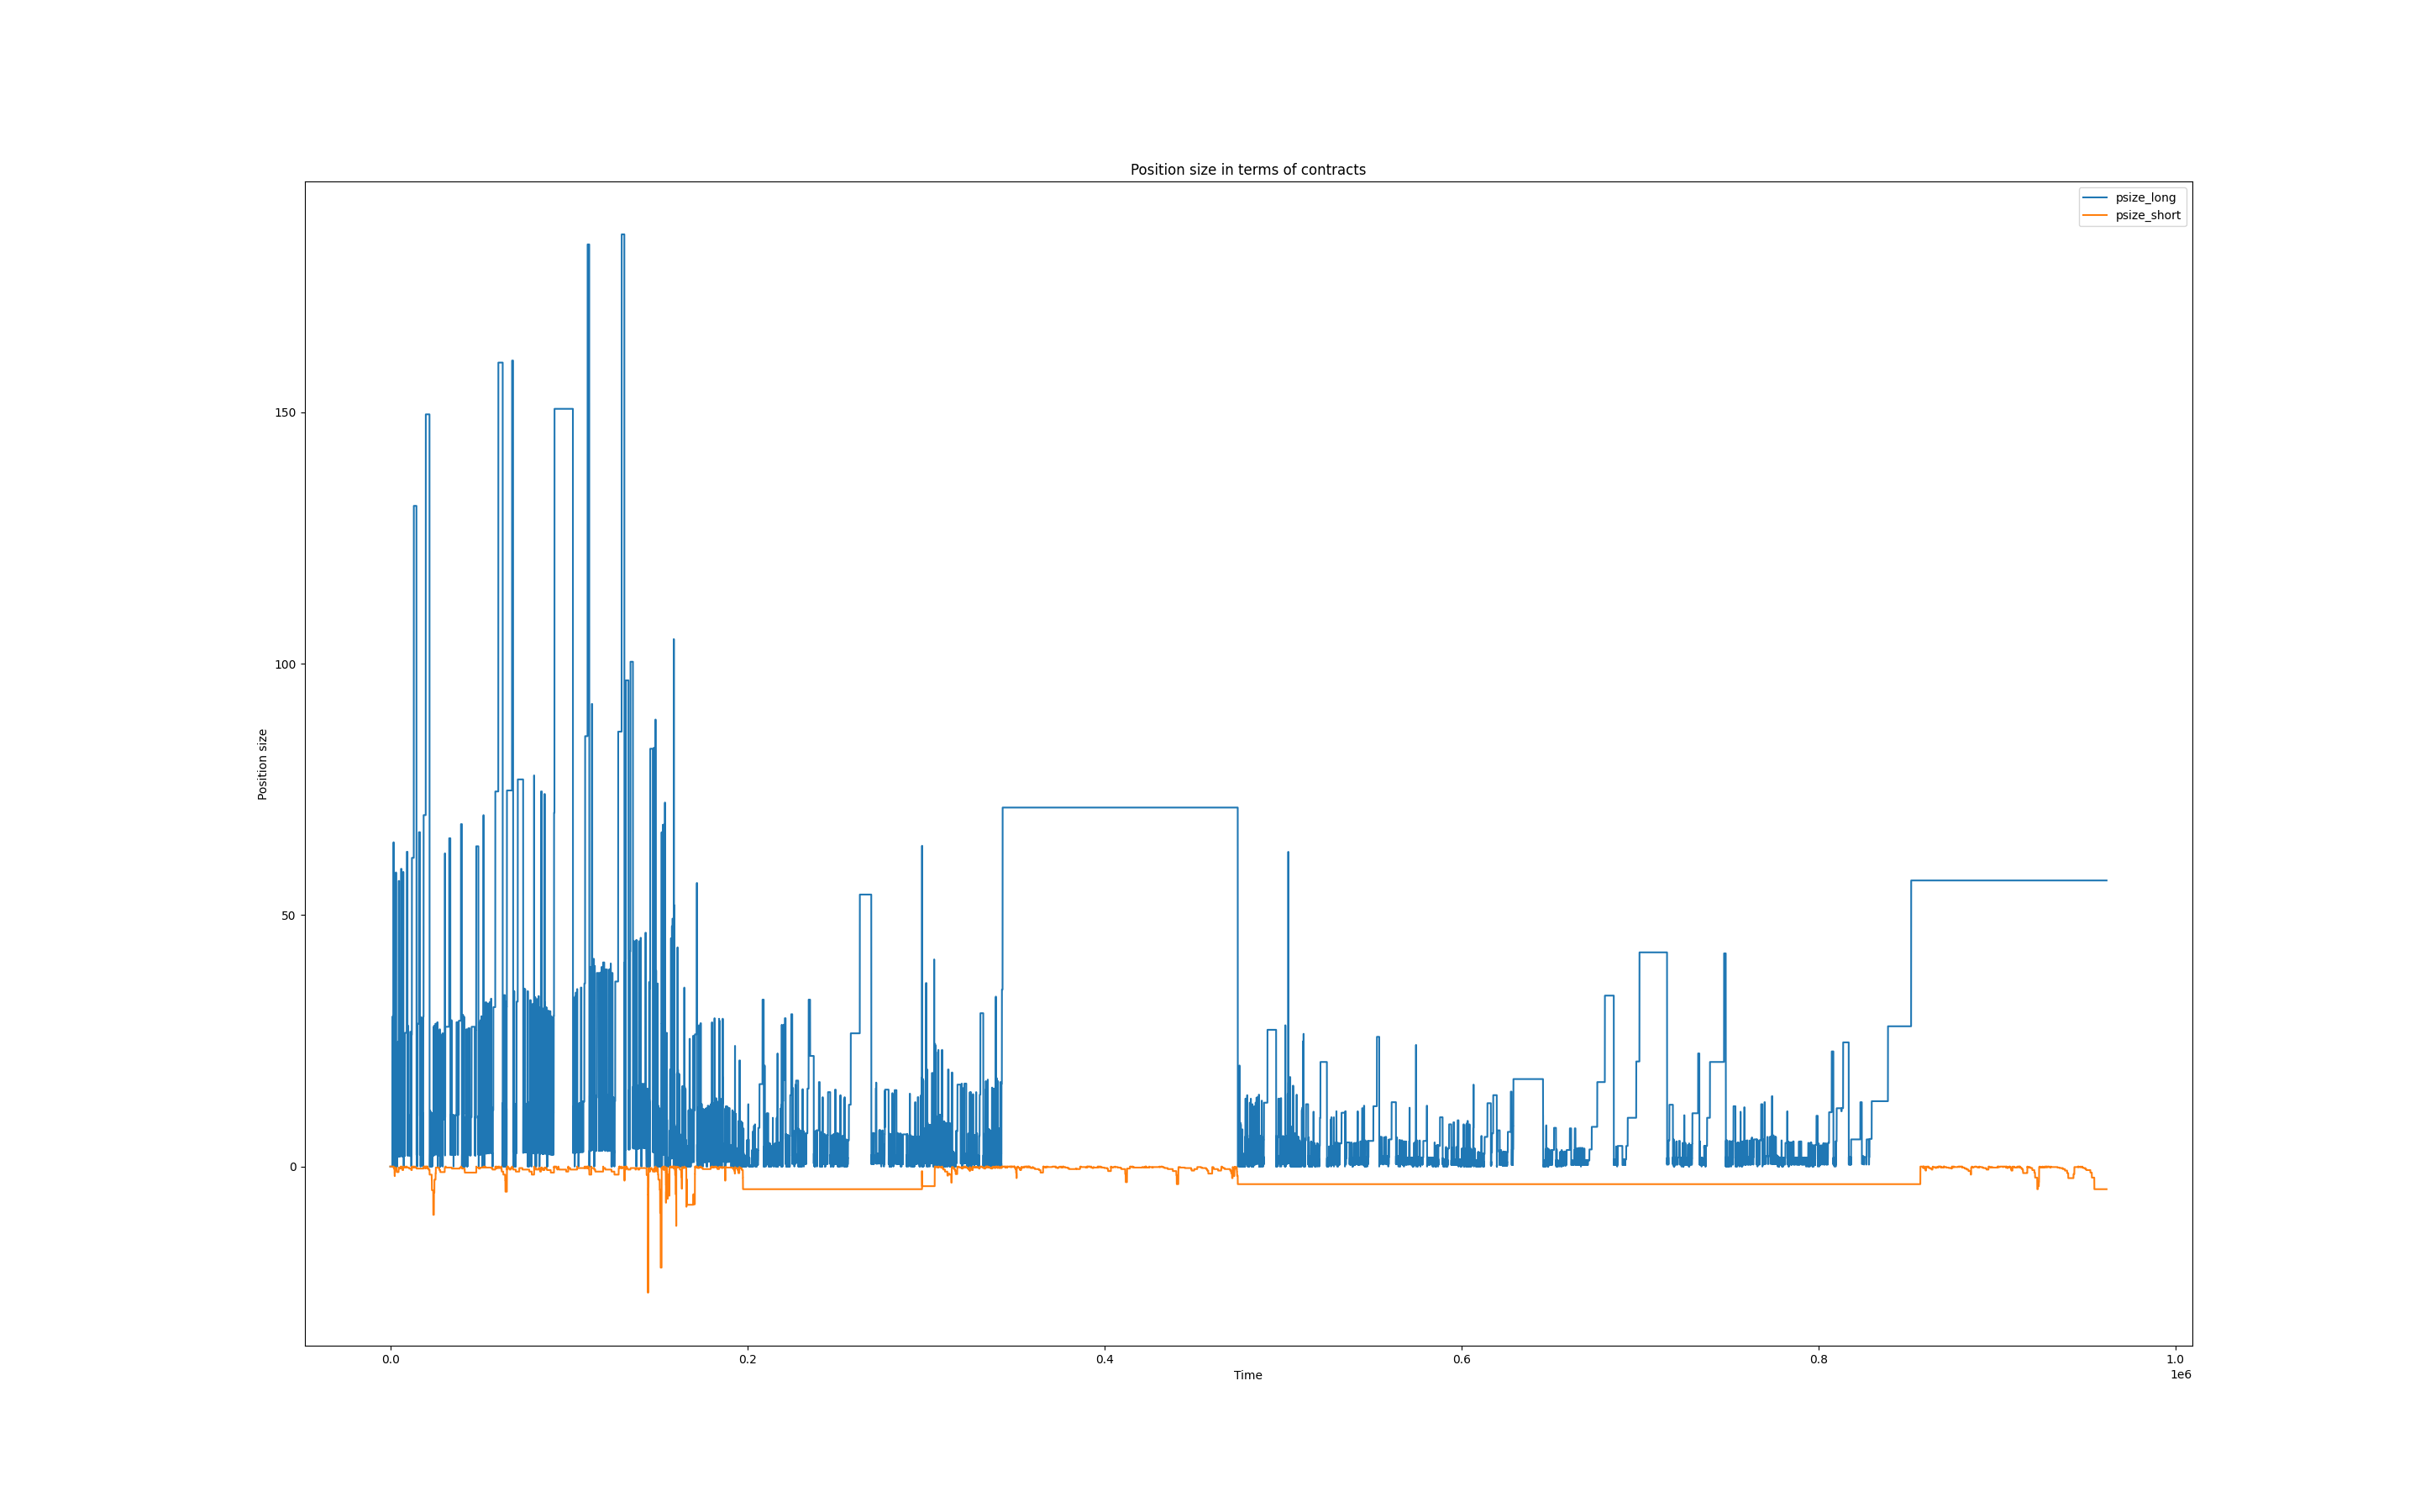 Position size in terms of contracts
psize_long
psize_short
150
100
50
0
Position size
0.0
0.2
0.4
0.6
0.8
1.0
1e6
Time